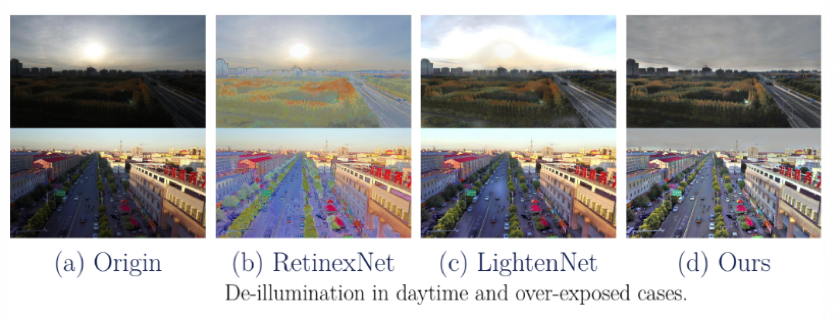 (a) Origin (b) RetinexNet (c) LightenNet (d) Ours
De-illumination in daytime and over-exposed cases.